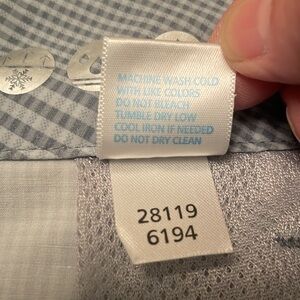 MACHINE WASH COLD
WITH LIKE COLORS
DO NOT BLEACH
TUMBLE DRY LOW
COOL IRON IF NEEDED
DO NOT DRY CLEAN
28119
6194